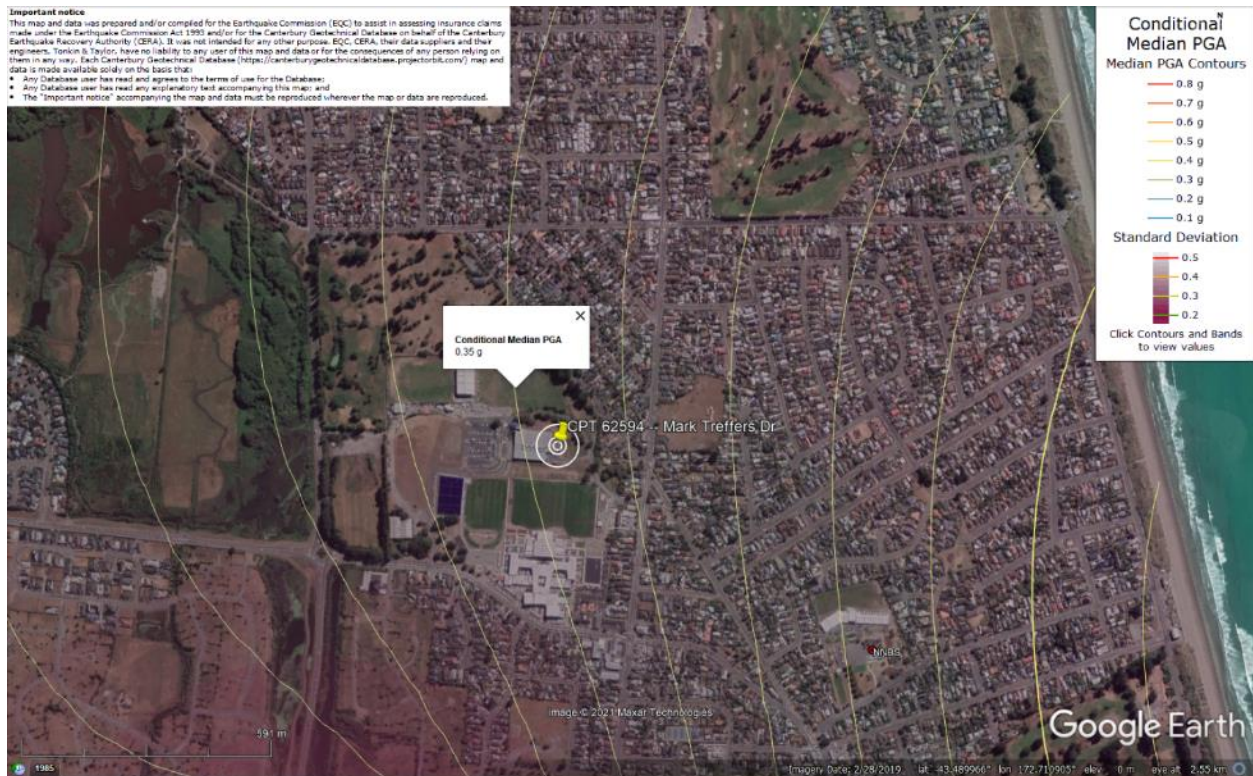 Important notice
This map and data was prepared and/or compiled for the Earthquake Commission (EQC) to assist in assessing insurance claims
made under the Earthquake Commission Act 1993 and/or for the Canterbury Geotechnical Database on behalf of the Canterbury
Earthquake Recovery Authority (CERA). It was not intended for any other purpose. EQC, CERA, their data suppliers and their
engineers, Tonkin & Taylor, have no liability to any user of this map and data or for the consequences of any person relying on
them in any way. Each Canterbury Geotechnical Database (https://canterburygeotechnicaldatabase.projectorbit.com/) map and
data is made available solely on the basis that:
• Any Database user has read and agrees to the terms of use for the Database;
• Any Database user has read any explanatory text accompanying this map; and
• The "Important notice" accompanying the map and data must be reproduced wherever the map or data are reproduced.
N
Conditional
Median PGA
Median PGA Contours
0.8 g
0.7 g
0.6 g
0.5 g
0.4 g
0.3 g
0.2 g
0.1 g
Standard Deviation
0.5
0.4
0.3
0.2
Click Contours and Bands
to view values
Conditional Median PGA
0.35 g
CPT 62594 -- Mark Treffers Dr
NNBS
Image © 2021 Maxar Technologies
Google Earth
591 m
1985
Imagery Date: 2/28/2019 lat -43.489966° lon 172.710905° elev 0 m eye alt 2.55 km